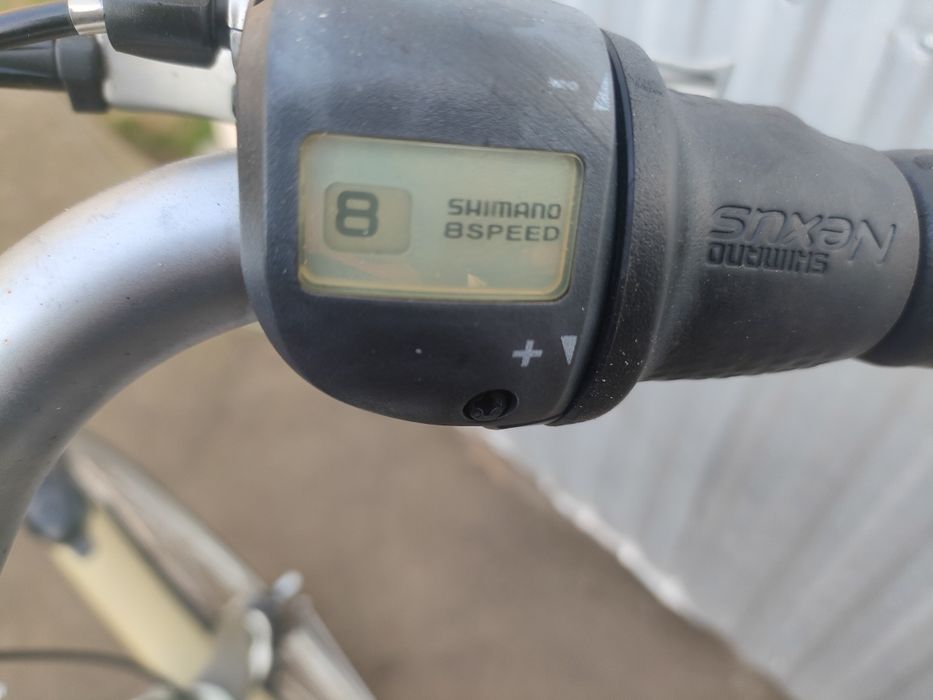 8
SHIMANO
8SPEED
+
NEXUS
SHIMANO